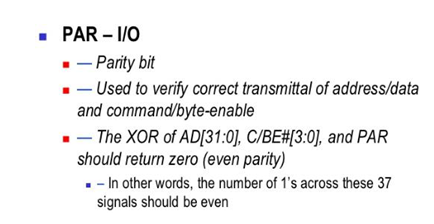 PAR – I/O
— Parity bit
— Used to verify correct transmittal of address/data
and command/byte-enable
— The XOR of AD[31:0], C/BE#[3:0], and PAR
should return zero (even parity)
– In other words, the number of 1's across these 37
signals should be even